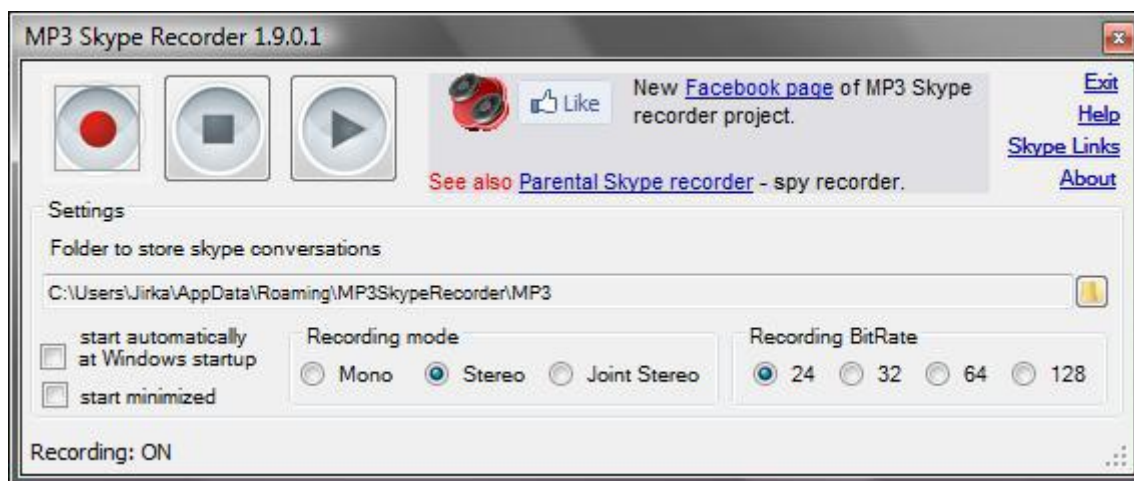 MP3 Skype Recorder 1.9.0.1
Like
New Facebook page of MP3 Skype
recorder project.
See also Parental Skype recorder - spy recorder.
Exit
Help
Skype Links
About
Settings
Folder to store skype conversations
C:\Users\Jirka\AppData\Roaming\MP3SkypeRecorder\MP3
start automatically
at Windows startup
start minimized
Recording mode
Mono Stereo Joint Stereo
Recording BitRate
24 32 64 128
Recording: ON